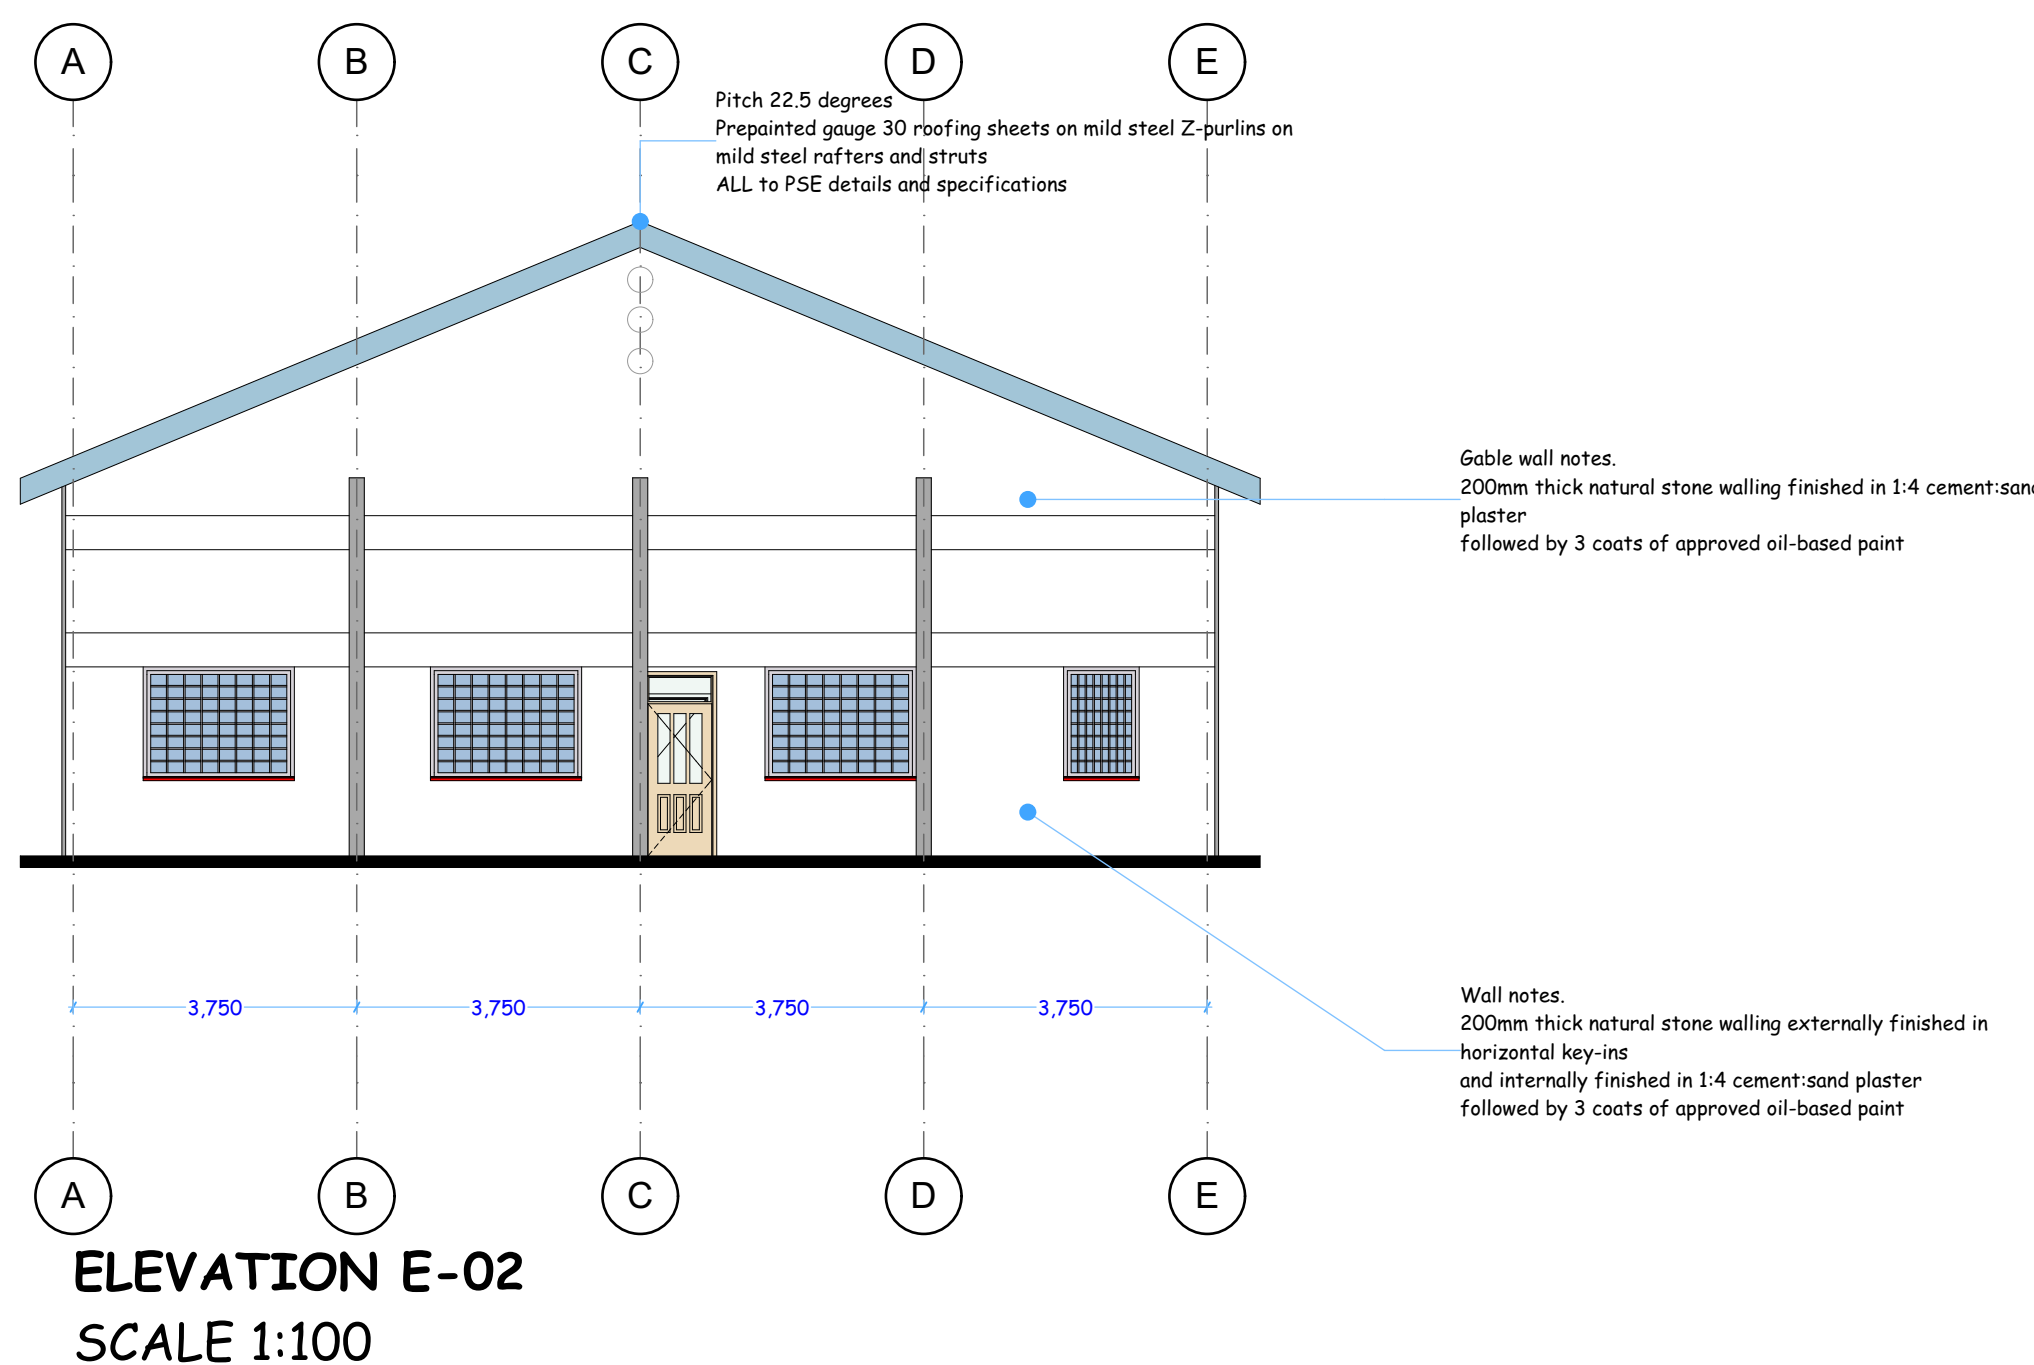 A B C D E
Pitch 22.5 degrees
Prepainted gauge 30 roofing sheets on mild steel Z-purlins on
mild steel rafters and struts
ALL to PSE details and specifications
Gable wall notes.
200mm thick natural stone walling finished in 1:4 cement:sand
plaster
followed by 3 coats of approved oil-based paint
3,750 3,750 3,750 3,750
Wall notes.
200mm thick natural stone walling externally finished in
horizontal key-ins
and internally finished in 1:4 cement:sand plaster
followed by 3 coats of approved oil-based paint
A B C D E
ELEVATION E-02
SCALE 1:100